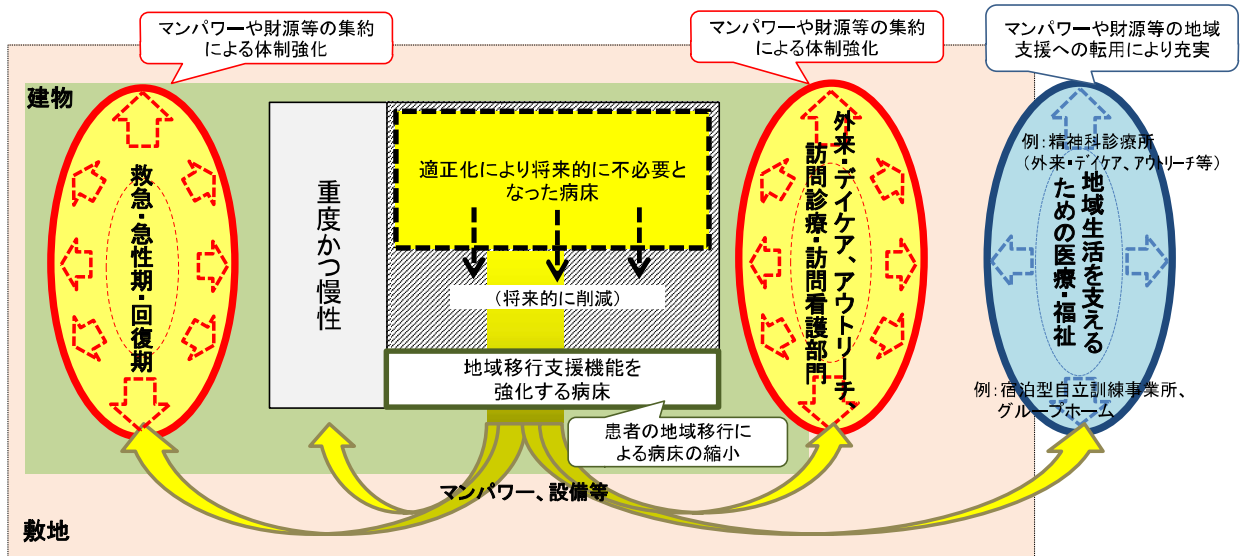 マンパワーや財源等の集約
による体制強化
マンパワーや財源等の集約
による体制強化
マンパワーや財源等の地域
支援への転用により充実
建物
救急・急性期・回復期
重度かつ慢性
適正化により将来的に不必要と
なった病床
(将来的に削減)
地域移行支援機能を
強化する病床
患者の地域移行に
よる病床の縮小
外来・デイケア、アウトリーチ、
訪問診療・訪問看護部門
例:精神科診療所
(外来・デイケア、アウトリーチ等)
地域生活を支える
ための医療・福祉
例:宿泊型自立訓練事業所、
グループホーム
マンパワー、設備等
敷地